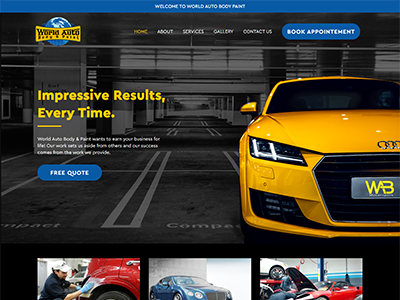 WELCOME TO WORLD AUTO BODY PAINT
World Auto
Body & Paint
HOME
ABOUT
SERVICES
GALLERY
CONTACT US
BOOK APPOINTEMENT
Impressive Results,
Every Time.
World Auto Body & Paint wants to earn your business for
life! Our work sets us aside from others and our success
comes from the work we provide.
FREE QUOTE
WAB
Compact